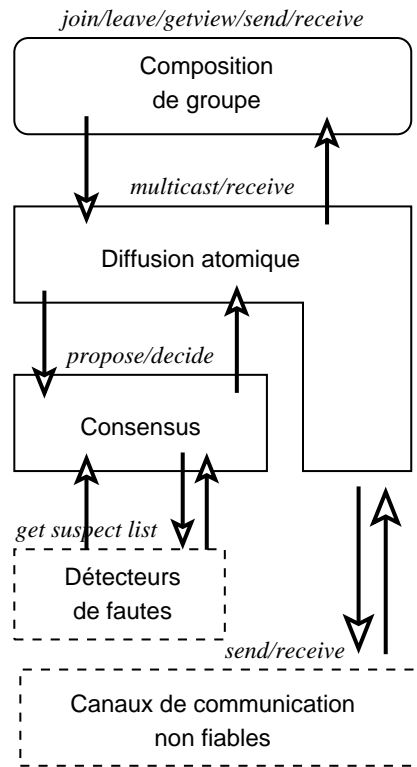 join/leave/getview/send/receive
Composition
de groupe
multicast/receive
Diffusion atomique
propose/decide
Consensus
get suspect list
Détecteurs
de fautes
send/receive
Canaux de communication
non fiables